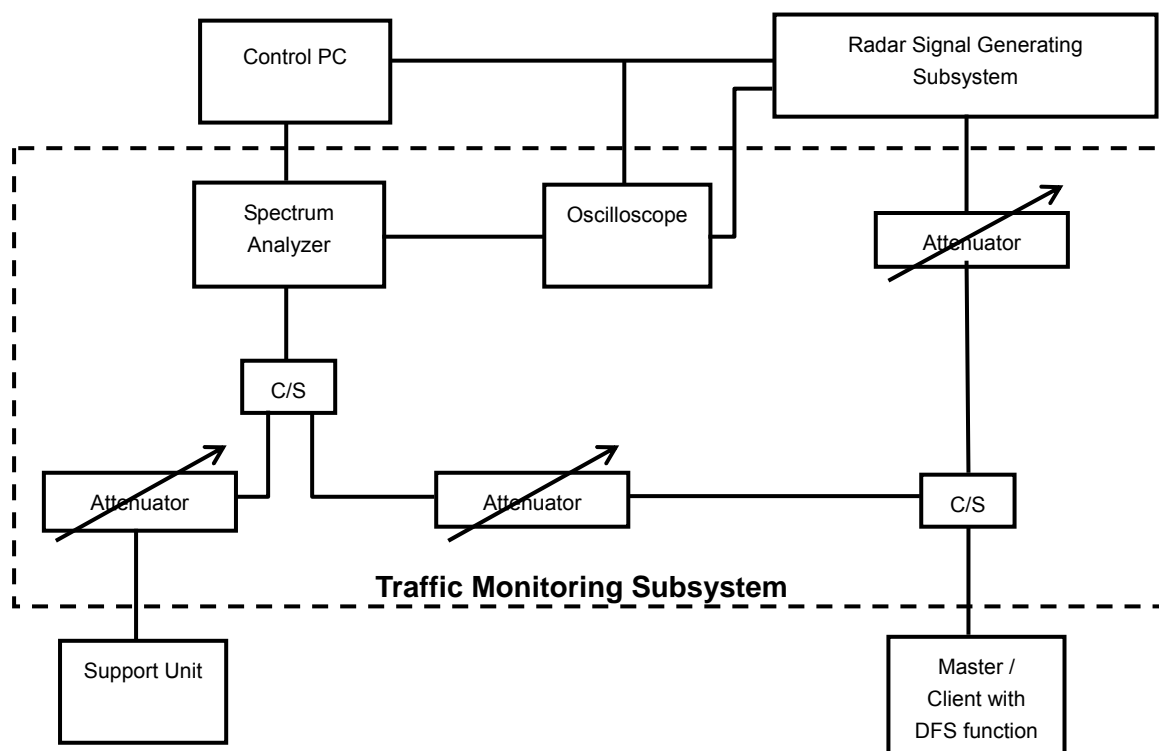 Control PC
Radar Signal Generating
Subsystem
Spectrum
Analyzer
Oscilloscope
Attenuator
C/S
Attenuator
Attenuator
C/S
Traffic Monitoring Subsystem
Support Unit
Master /
Client with
DFS function